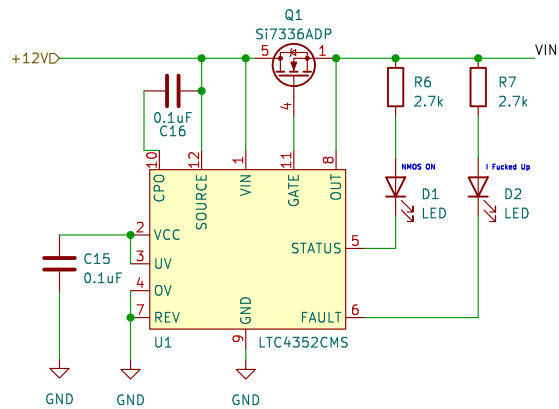 Q1
Si7336ADP
+12V
5
1
VIN
4
R6
2.7k
R7
2.7k
0.1uF
C16
10
12
1
11
8
CPO
SOURCE
VIN
GATE
OUT
NMOS ON
I Fucked Up
D1
LED
D2
LED
2
VCC
3
UV
4
OV
7
REV
STATUS
5
FAULT
6
GND
9
C15
0.1uF
U1
LTC4352CMS
GND
GND
GND